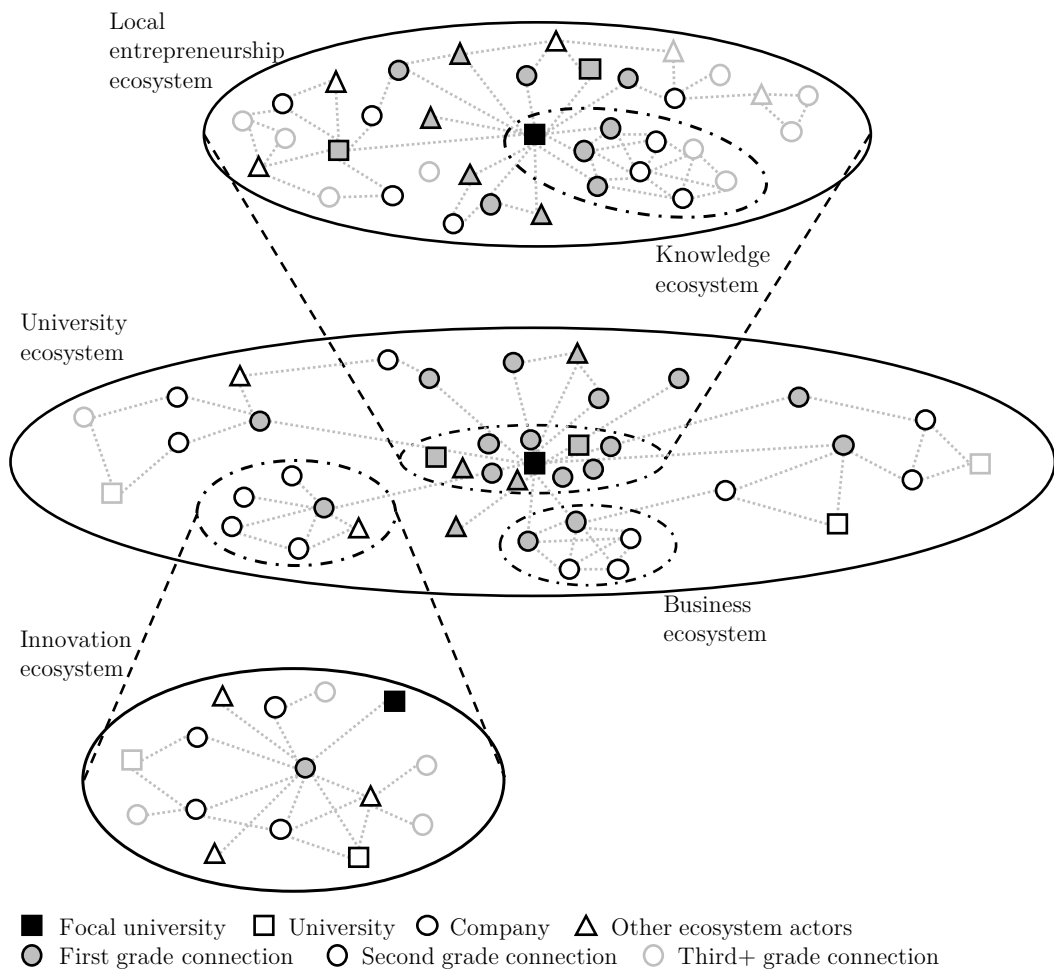 Local
entrepreneurship
ecosystem
Knowledge
ecosystem
University
ecosystem
Business
ecosystem
Innovation
ecosystem
Focal university University Company Other ecosystem actors
First grade connection Second grade connection Third+ grade connection